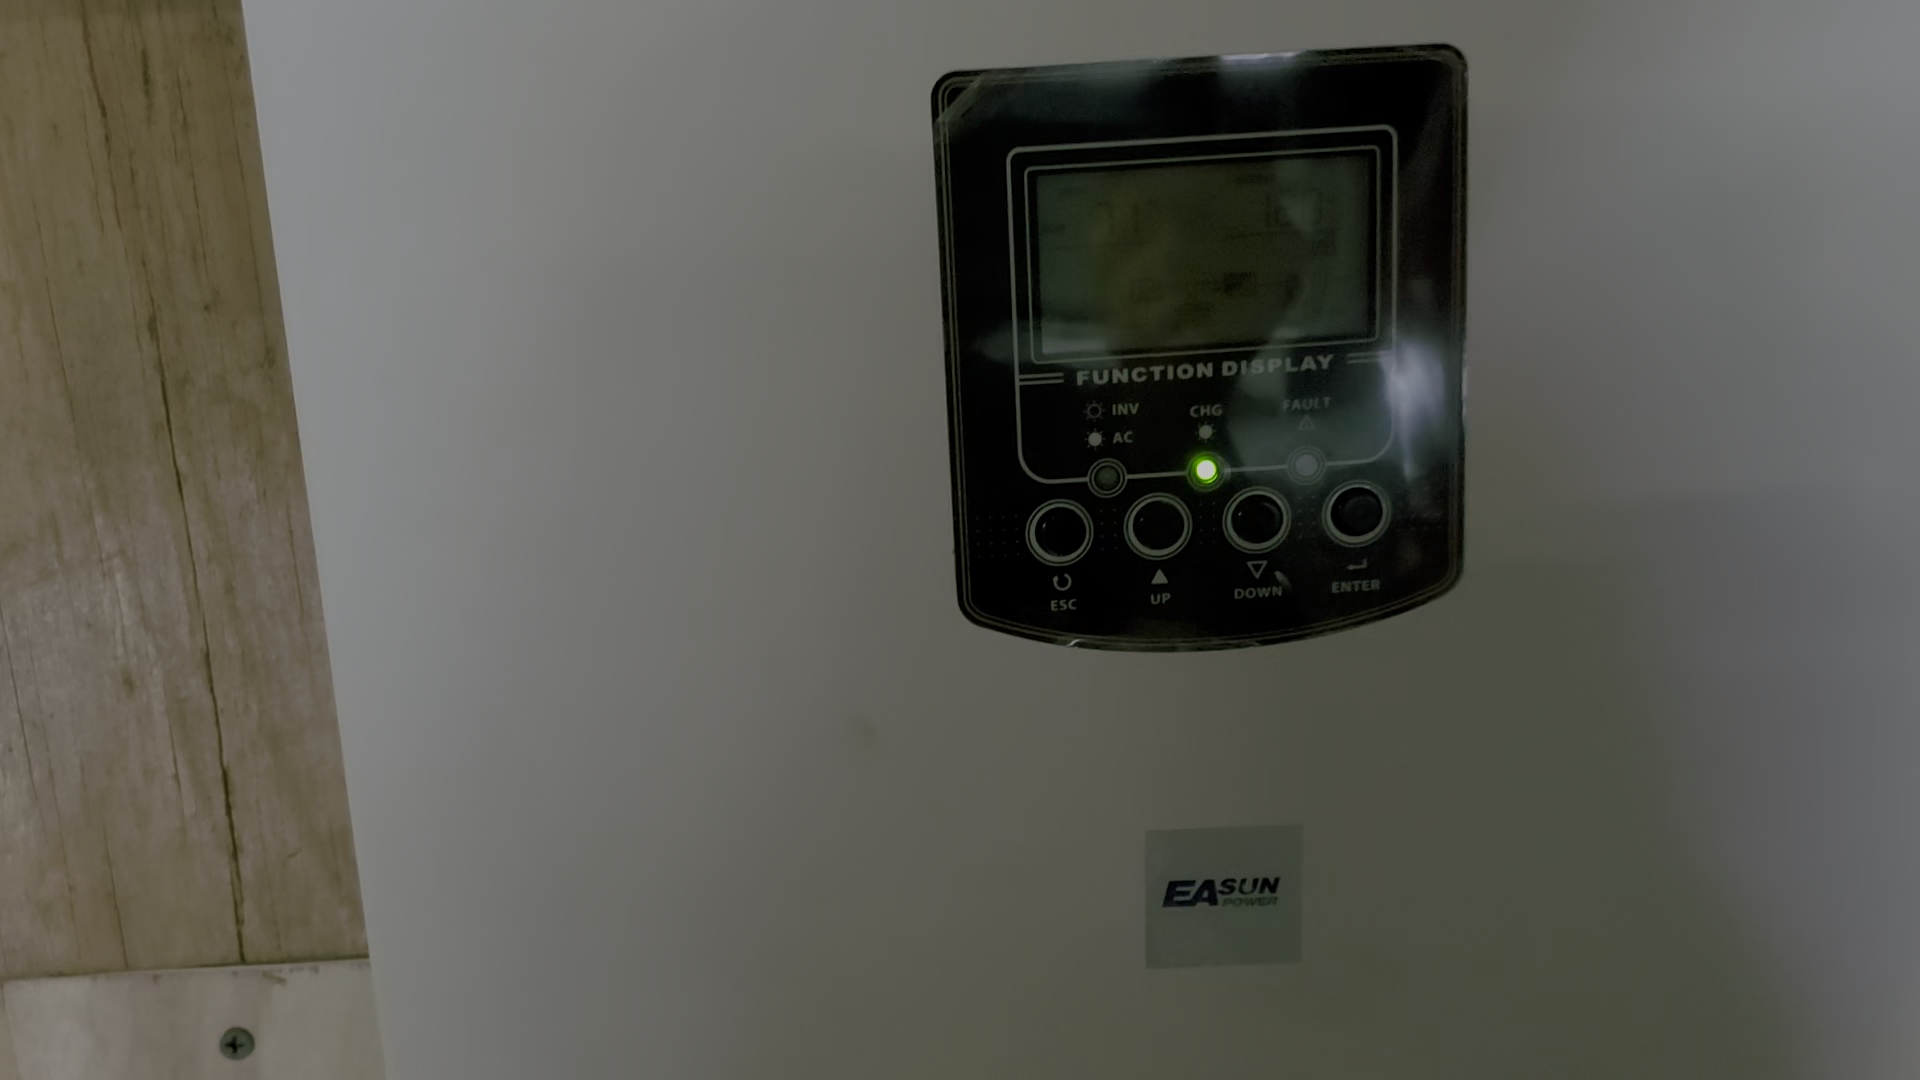 FUNCTION DISPLAY
INV
CHG
FAULT
AC
ESC
UP
DOWN
ENTER
EASUN
POWER